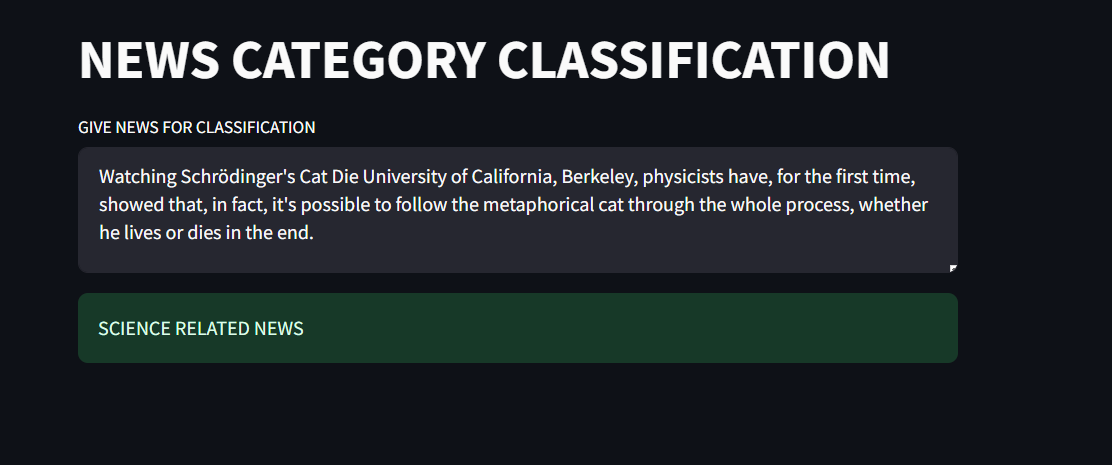 NEWS CATEGORY CLASSIFICATION
GIVE NEWS FOR CLASSIFICATION
Watching Schrödinger's Cat Die University of California, Berkeley, physicists have, for the first time,
showed that, in fact, it's possible to follow the metaphorical cat through the whole process, whether
he lives or dies in the end.
SCIENCE RELATED NEWS